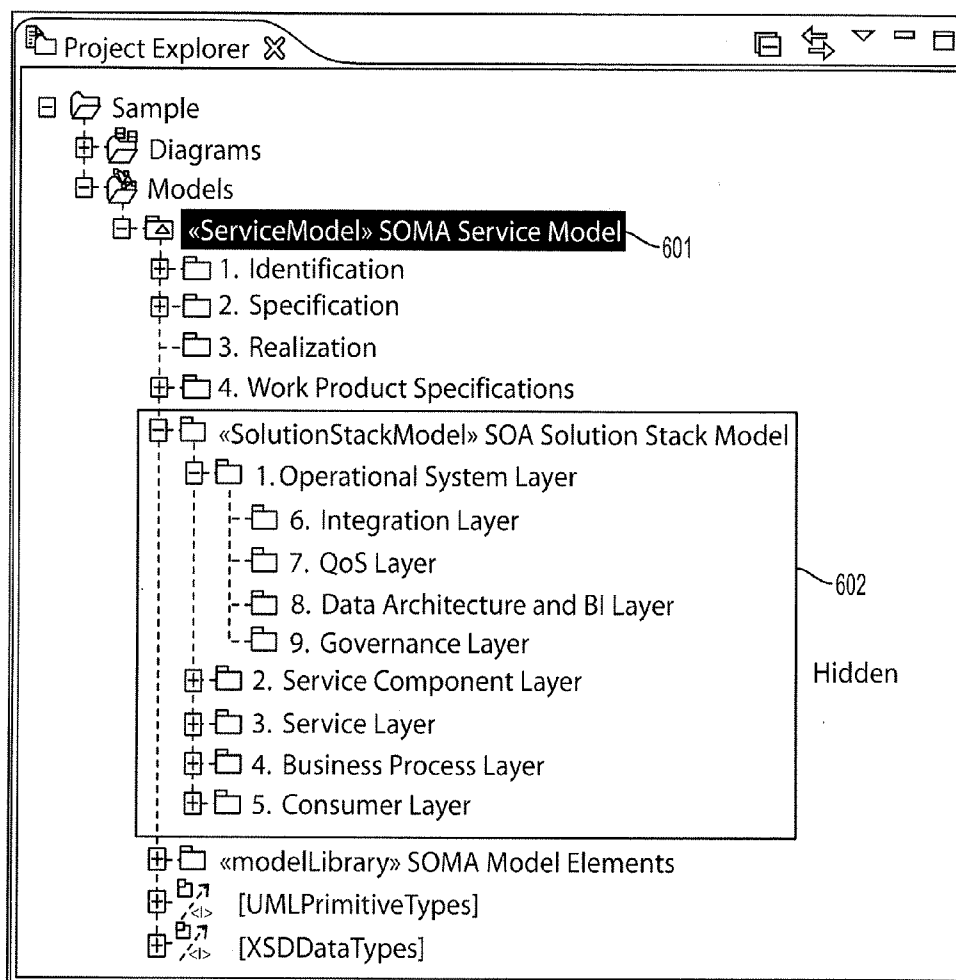 Project Explorer
Sample
Diagrams
Models
«ServiceModel» SOMA Service Model
601
1. Identification
2. Specification
3. Realization
4. Work Product Specifications
«SolutionStackModel» SOA Solution Stack Model
1.Operational System Layer
6. Integration Layer
7. QoS Layer
602
8. Data Architecture and BI Layer
9. Governance Layer
Hidden
2. Service Component Layer
3. Service Layer
4. Business Process Layer
5. Consumer Layer
«modelLibrary» SOMA Model Elements
[UMLPrimitiveTypes]
[XSDDataTypes]